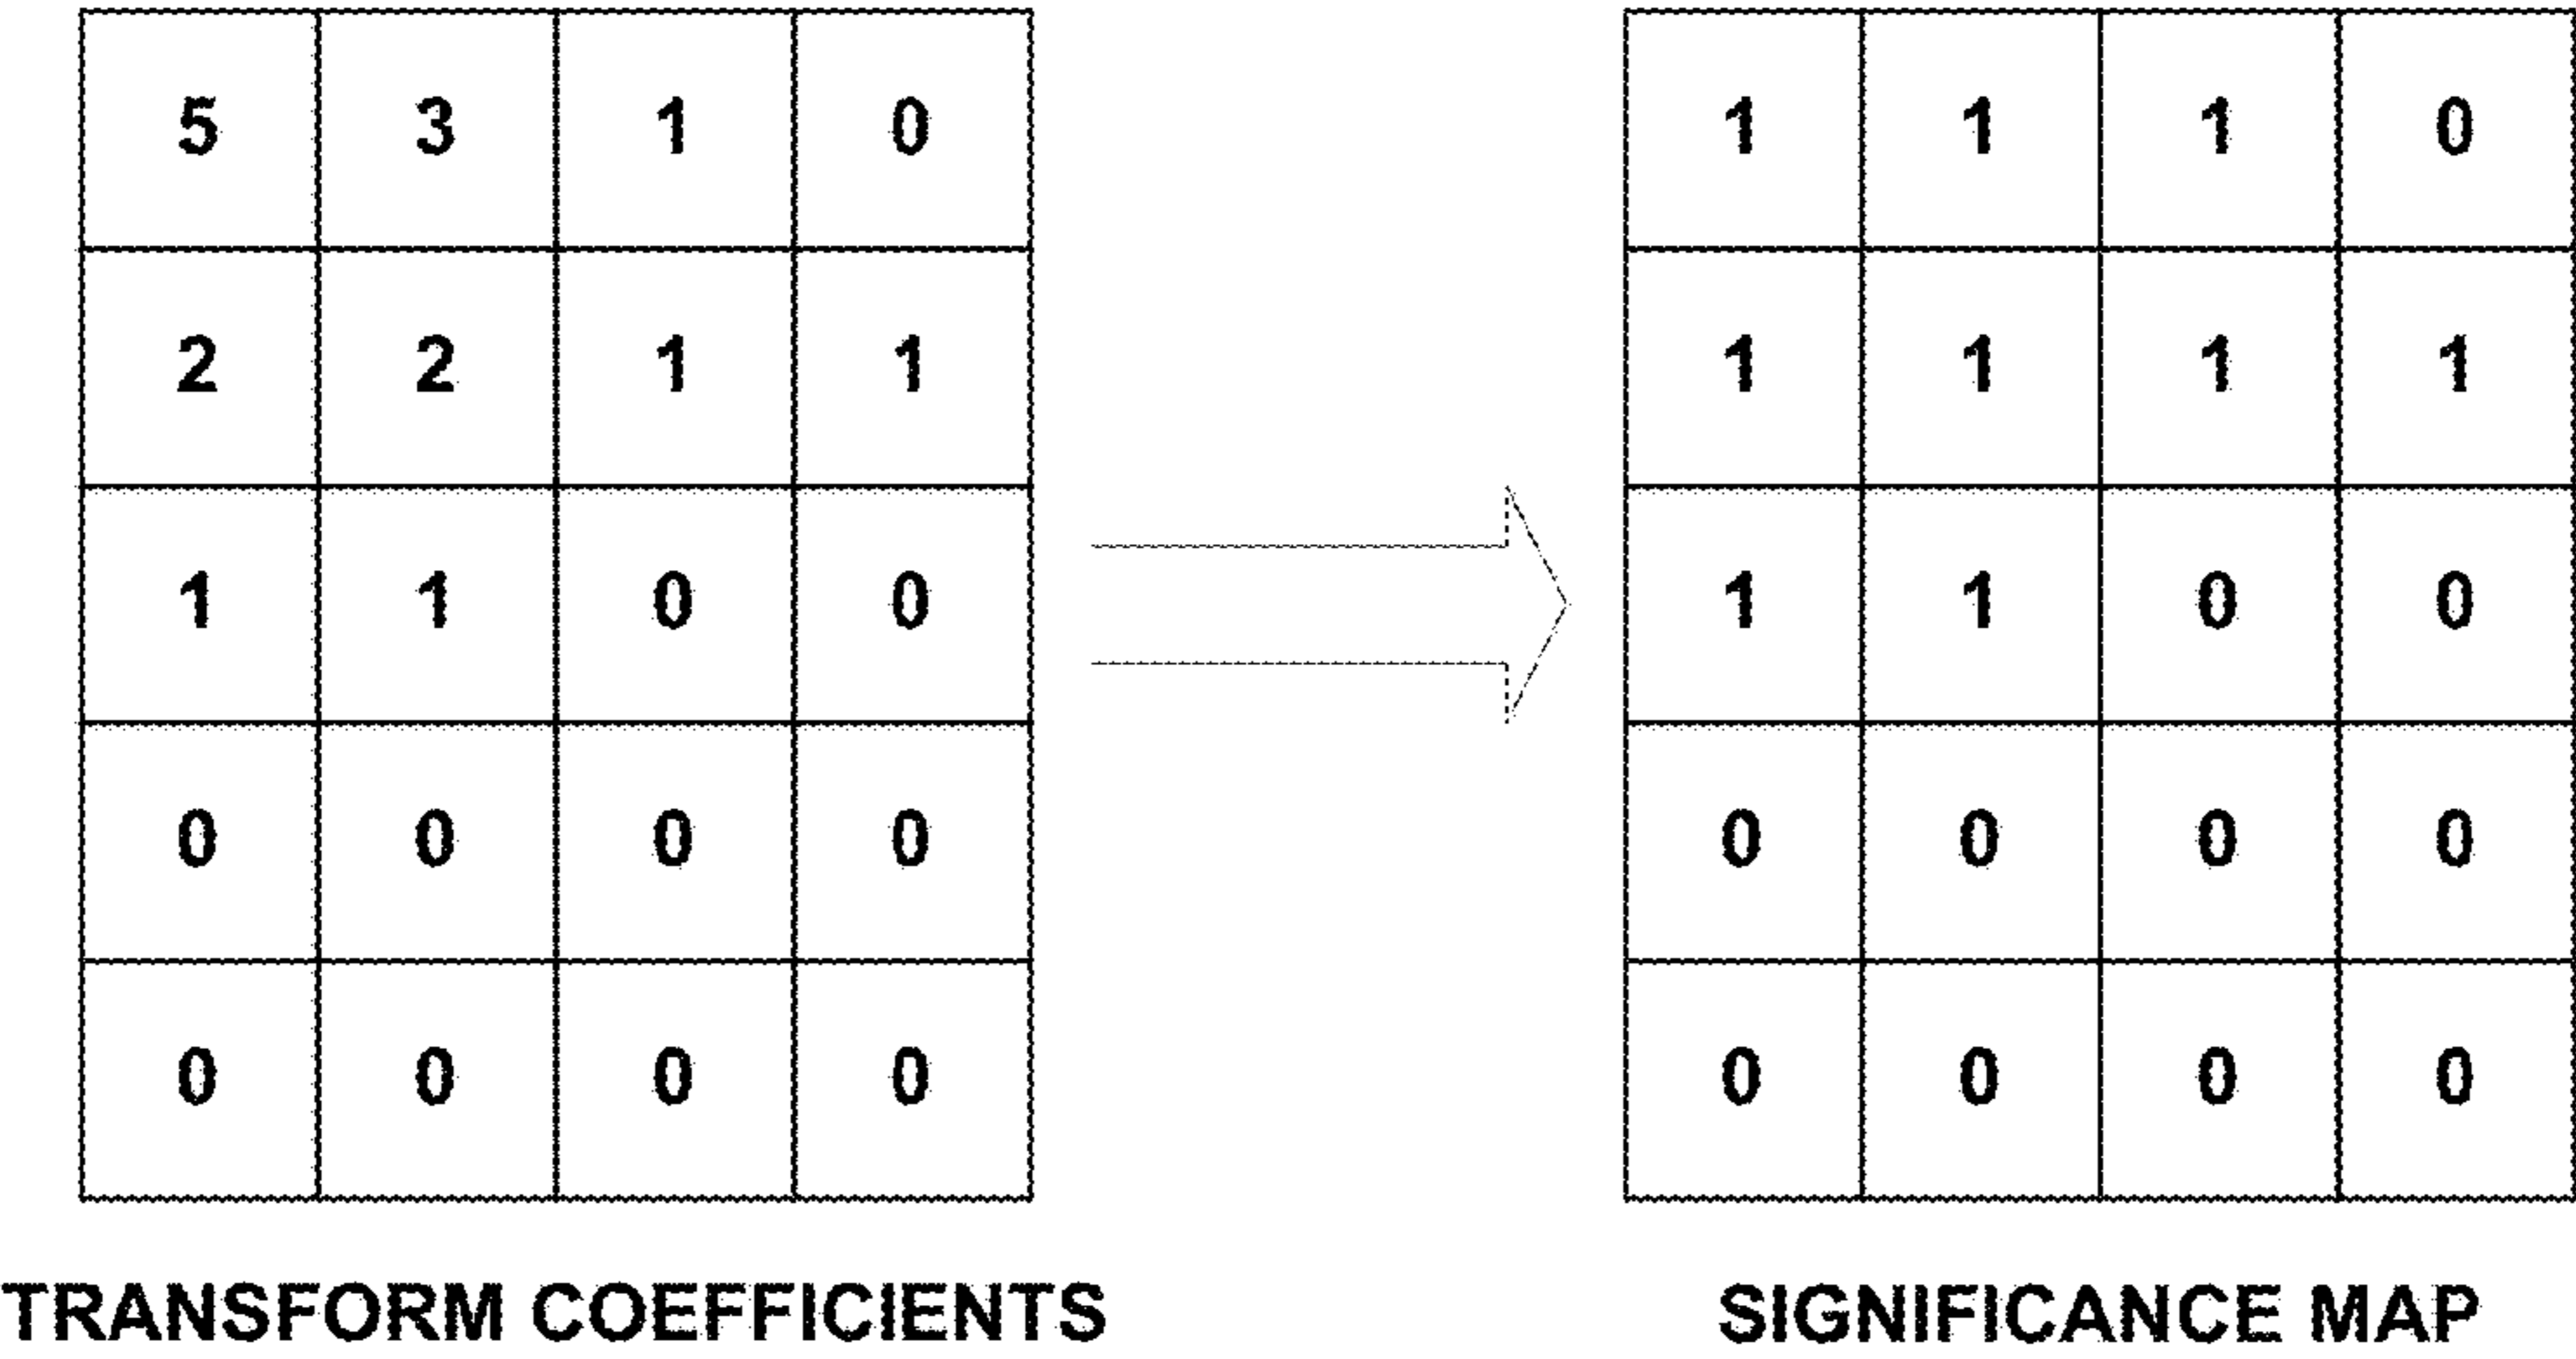 5 3 1 0 1 1 1 0
2 2 1 1 1 1 1 1
1 1 0 0 1 1 0 0
0 0 0 0 0 0 0 0
0 0 0 0 0 0 0 0
TRANSFORM COEFFICIENTS SIGNIFICANCE MAP